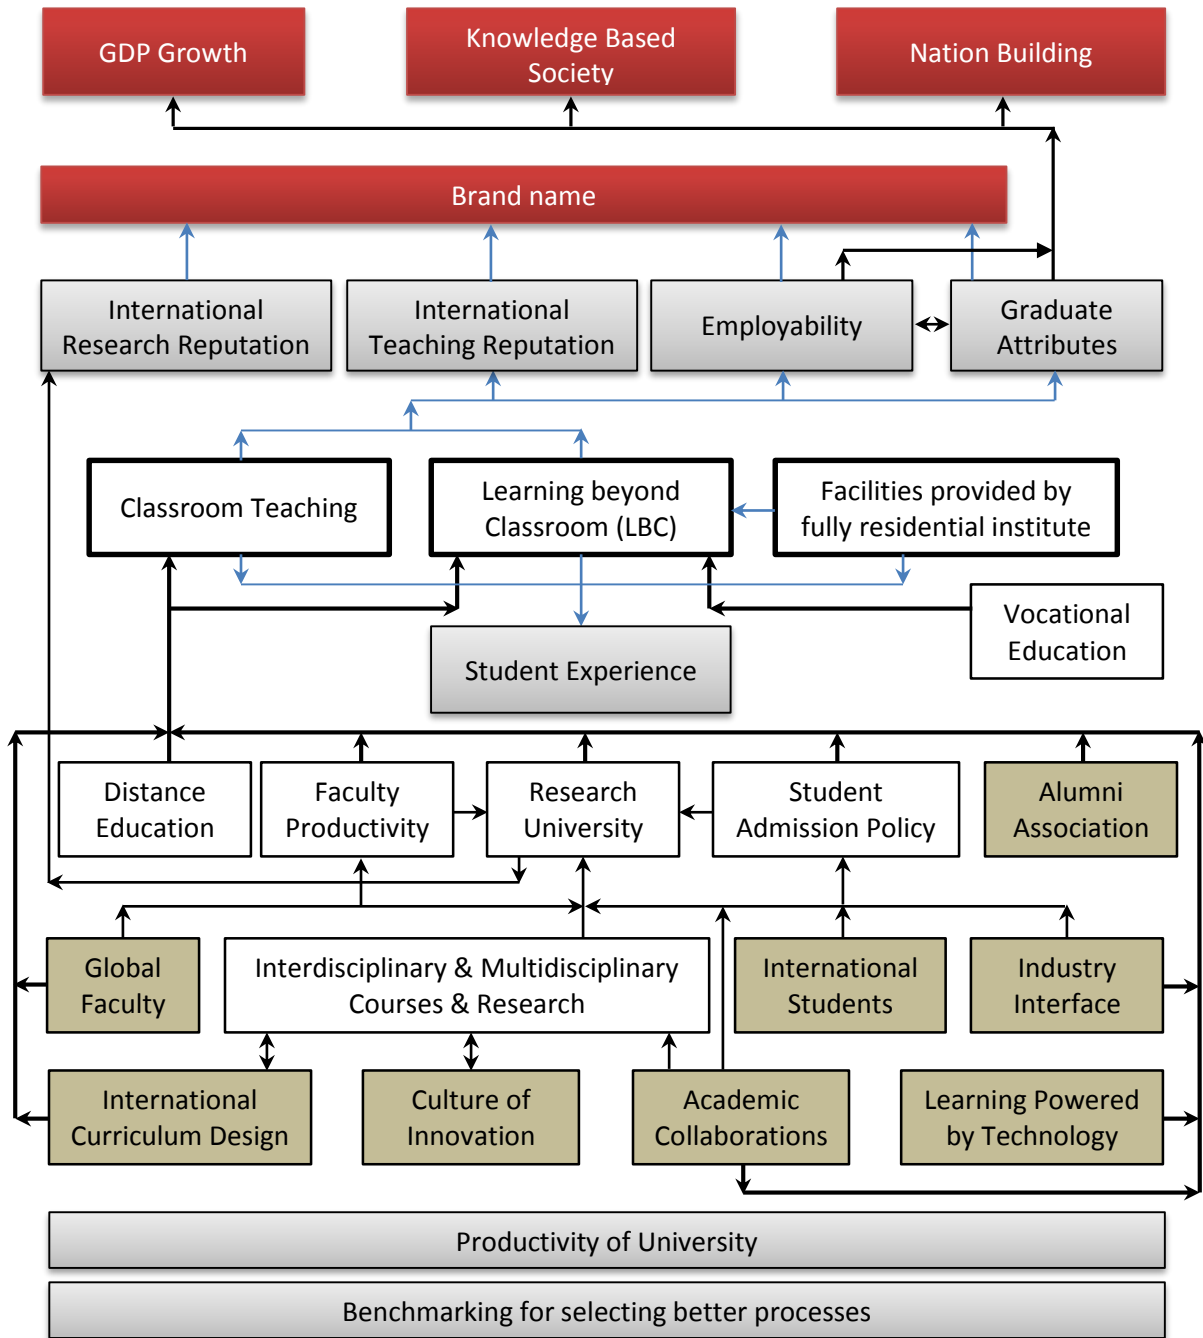 GDP Growth
Knowledge Based
Society
Nation Building
Brand name
International
Research Reputation
International
Teaching Reputation
Employability
Graduate
Attributes
Classroom Teaching
Learning beyond
Classroom (LBC)
Facilities provided by
fully residential institute
Vocational
Education
Student Experience
Distance
Education
Faculty
Productivity
Research
University
Student
Admission Policy
Alumni
Association
Global
Faculty
Interdisciplinary & Multidisciplinary
Courses & Research
International
Students
Industry
Interface
International
Curriculum Design
Culture of
Innovation
Academic
Collaborations
Learning Powered
by Technology
Productivity of University
Benchmarking for selecting better processes